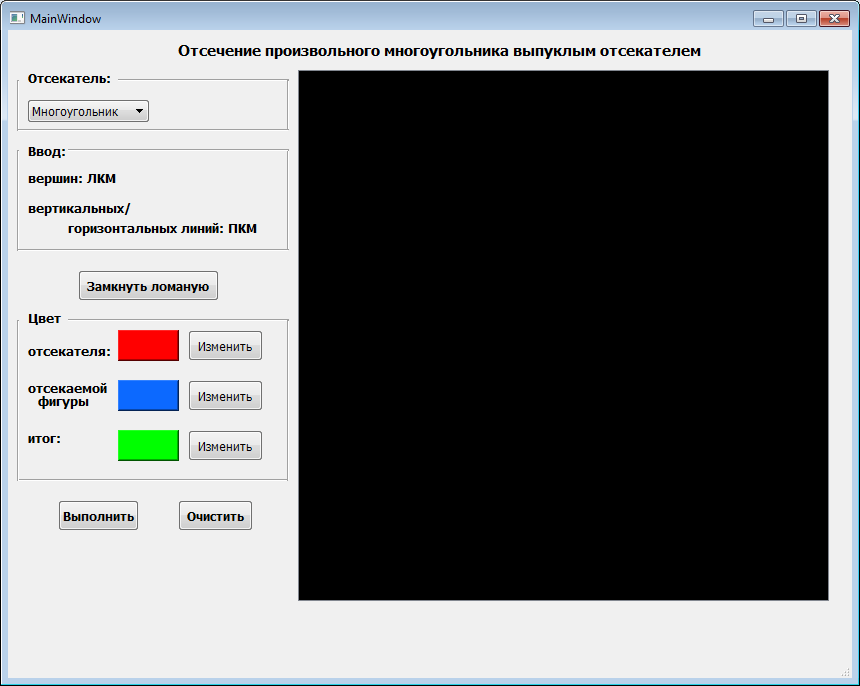 MainWindow
Отсечение произвольного многоугольника выпуклым отсекателем
Отсекатель:
Многоугольник
Ввод:
вершин: ЛКМ
вертикальных/
горизонтальных линий: ПКМ
Замкнуть ломаную
Цвет
отсекателя:
Изменить
отсекаемой
фигуры
Изменить
итог:
Изменить
Выполнить
Очистить